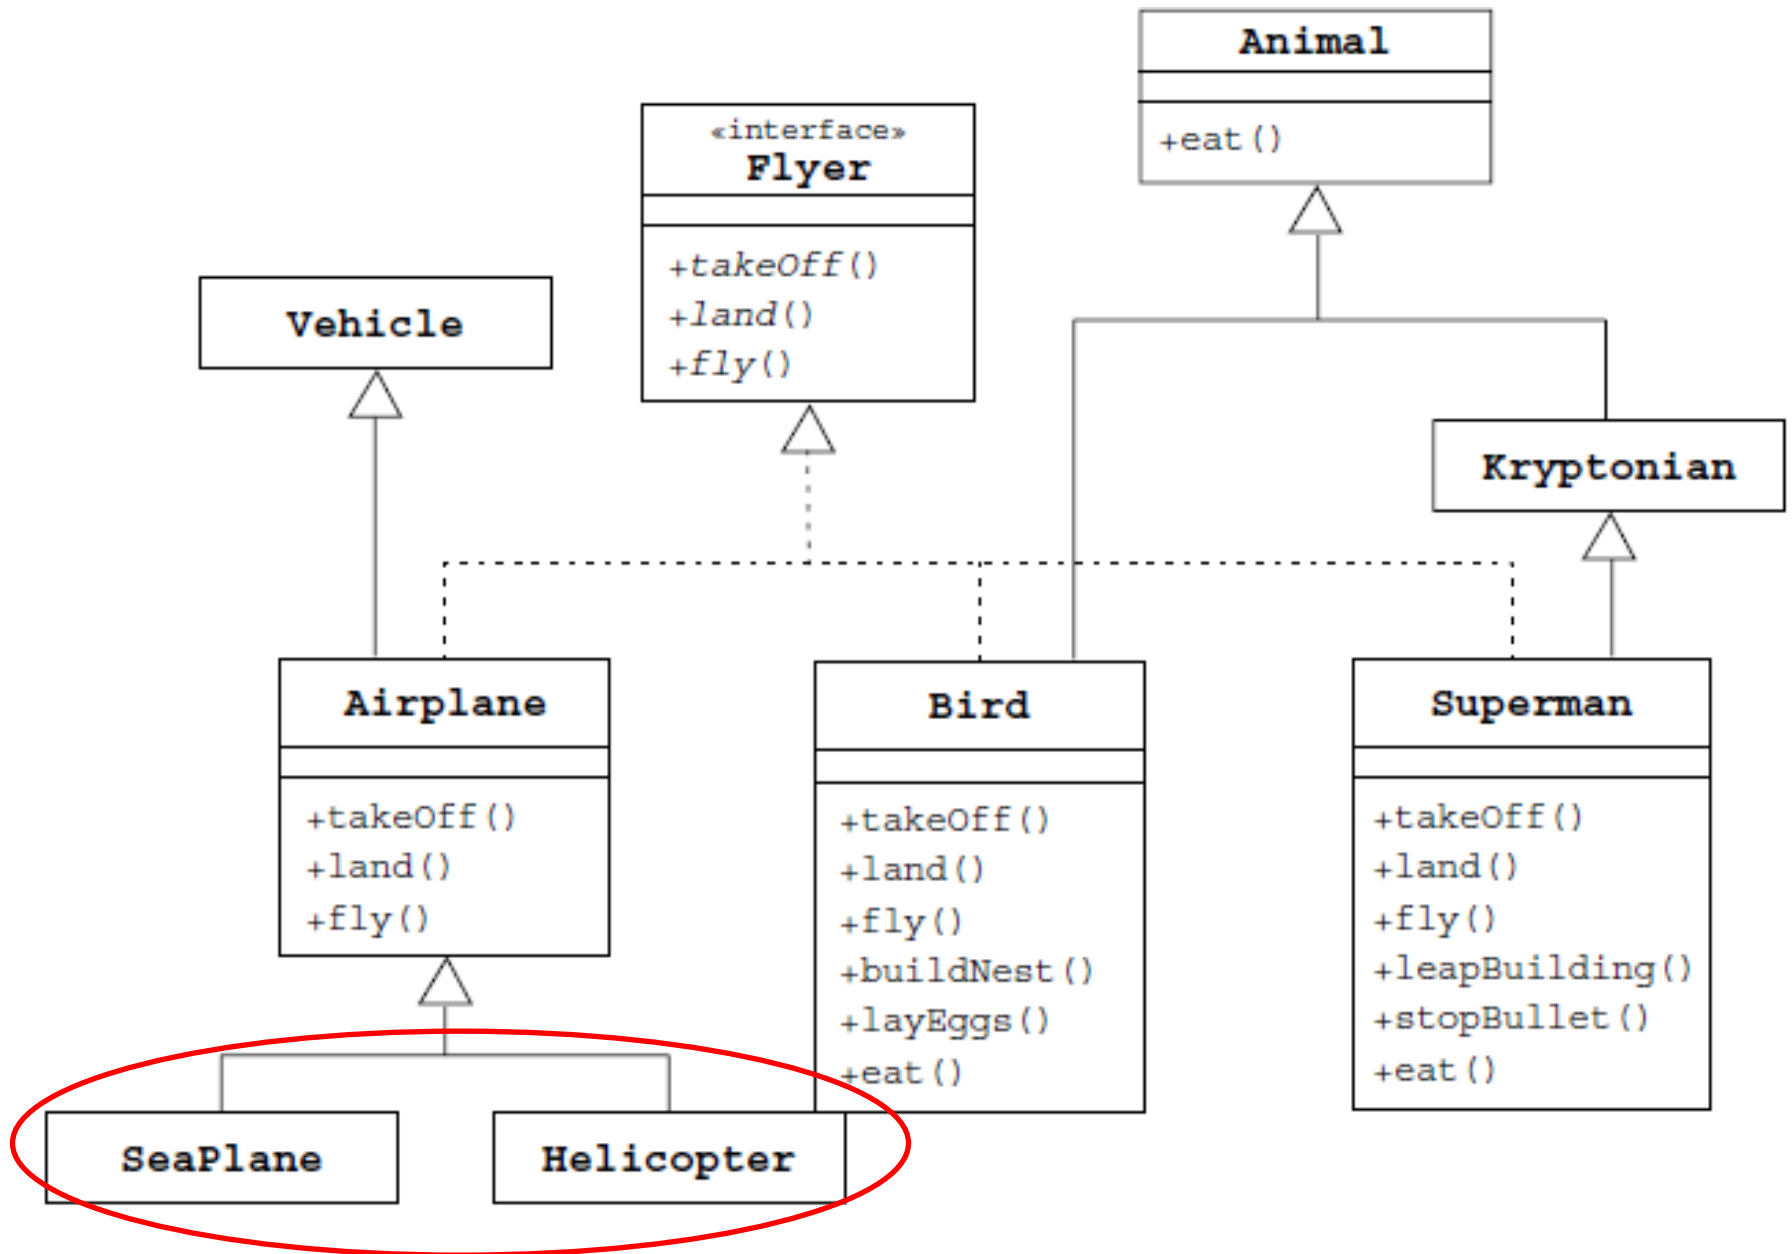 Animal
+eat()
«interface»
Flyer
+takeOff()
+land()
+fly()
Vehicle
Kryptonian
Airplane
+takeOff()
+land()
+fly()
Bird
+takeOff()
+land()
+fly()
+buildNest()
+layEggs()
+eat()
Superman
+takeOff()
+land()
+fly()
+leapBuilding()
+stopBullet()
+eat()
SeaPlane
Helicopter